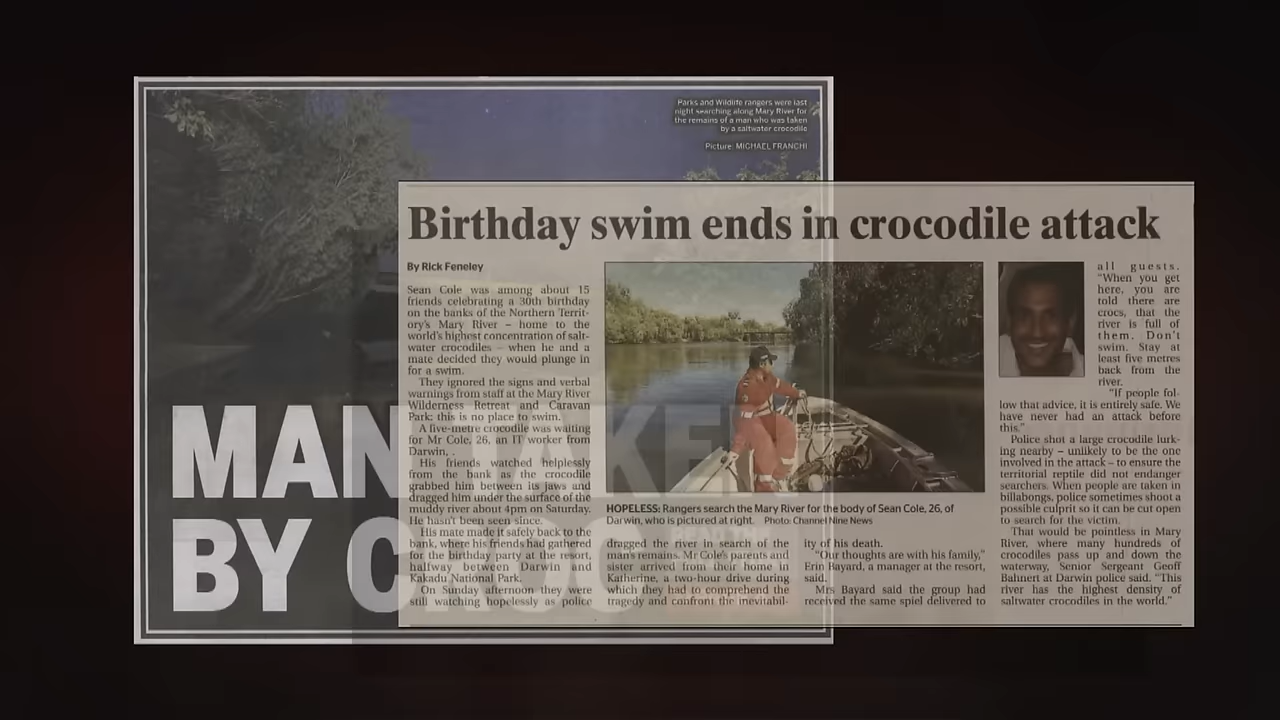 Parks and Wildlife rangers were last
night searching along Mary River for
the remains of a man who was taken
by a saltwater crocodile
Picture: MICHAEL FRANCHI
MAN TAKEN
BY CROC
Birthday swim ends in crocodile attack
By Rick Feneley
Sean Cole was among about 15
friends celebrating a 30th birthday
on the banks of the Northern Territ-
ory's Mary River – home to the
world's highest concentration of salt-
water crocodiles – when he and a
mate decided they would plunge in
for a swim.
They ignored the signs and verbal
warnings from staff at the Mary River
Wilderness Retreat and Caravan
Park: this is no place to swim.
A five-metre crocodile was waiting
for Mr Cole, 26, an IT worker from
Darwin, .
His friends watched helplessly
from the bank as the crocodile
grabbed him between its jaws and
dragged him under the surface of the
muddy river about 4pm on Saturday.
He hasn't been seen since.
His mate made it safely back to the
bank, where his friends had gathered
for the birthday party at the resort,
halfway between Darwin and
Kakadu National Park.
On Sunday afternoon they were
still watching hopelessly as police
HOPELESS: Rangers search the Mary River for the body of Sean Cole, 26, of
Darwin, who is pictured at right. Photo: Channel Nine News
dragged the river in search of the
man's remains. Mr Cole's parents and
sister arrived from their home in
Katherine, a two-hour drive during
which they had to comprehend the
tragedy and confront the inevitabil-
ity of his death.
"Our thoughts are with his family,"
Erin Bayard, a manager at the resort,
said.
Mrs Bayard said the group had
received the same spiel delivered to
all guests.
"When you get
here, you are
told there are
crocs, that the
river is full of
them. Don't
swim. Stay at
least five metres
back from the
river.
"If people fol-
low that advice, it is entirely safe. We
have never had an attack before
this."
Police shot a large crocodile lurk-
ing nearby – unlikely to be the one
involved in the attack – to ensure the
territorial reptile did not endanger
searchers. When people are taken in
billabongs, police sometimes shoot a
possible culprit so it can be cut open
to search for the victim.
That would be pointless in Mary
River, where many hundreds of
crocodiles pass up and down the
waterway, Senior Sergeant Geoff
Bahnert at Darwin police said. "This
river has the highest density of
saltwater crocodiles in the world."